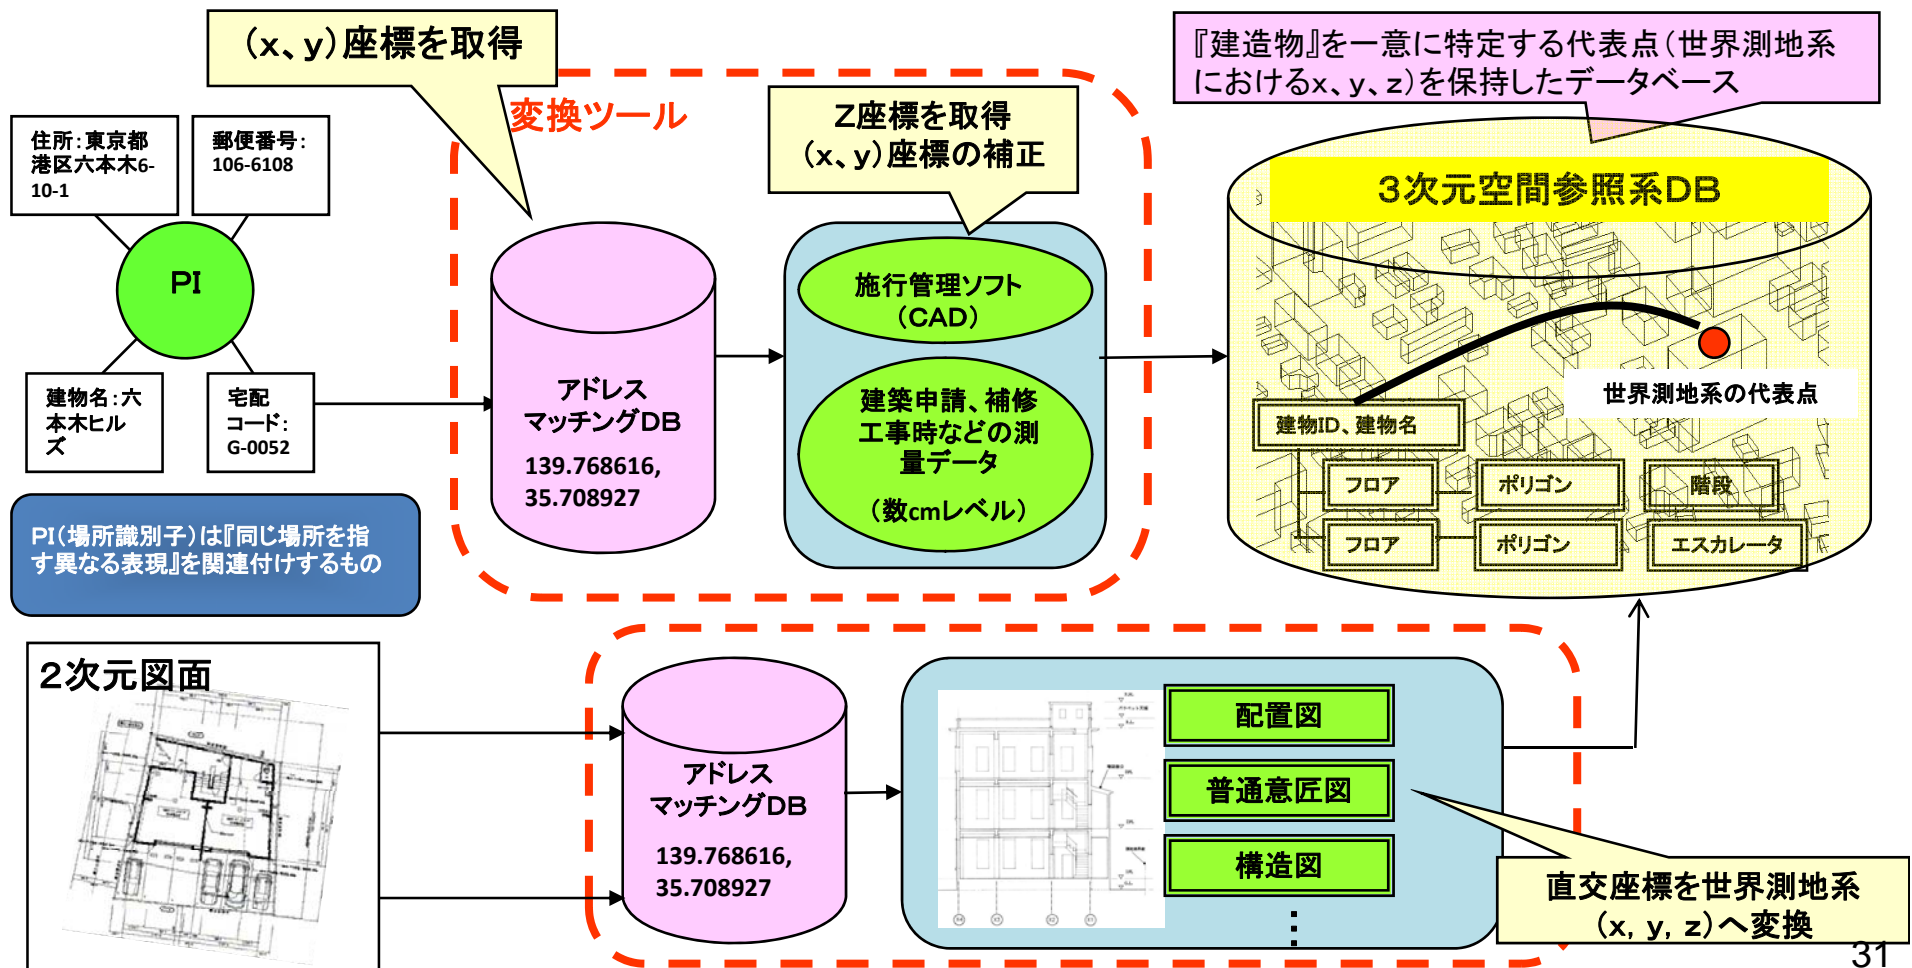 (x、y)座標を取得
変換ツール
Z座標を取得
(x、y)座標の補正
『建造物』を一意に特定する代表点(世界測地系
におけるx、y、z)を保持したデータベース
住所:東京都
港区六本木6-
10-1
郵便番号:
106-6108
PI
建物名:六
本木ヒル
ズ
宅配
コード:
G-0052
PI(場所識別子)は『同じ場所を指
す異なる表現』を関連付けするもの
アドレス
マッチングDB
139.768616,
35.708927
施行管理ソフト
(CAD)
建築申請、補修
工事時などの測
量データ
(数cmレベル)
3次元空間参照系DB
世界測地系の代表点
建物ID、建物名
フロア
ポリゴン
階段
フロア
ポリゴン
エスカレータ
2次元図面
アドレス
マッチングDB
139.768616,
35.708927
配置図
普通意匠図
構造図
直交座標を世界測地系
(x, y, z)へ変換
31